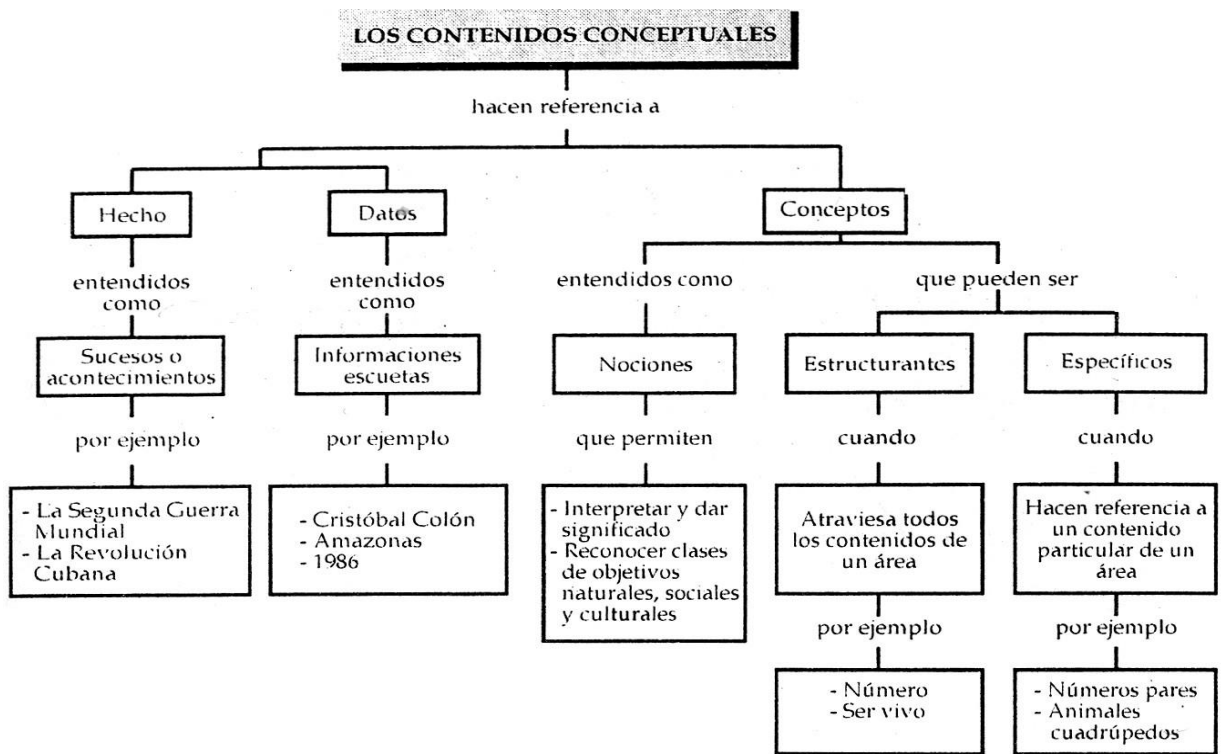 LOS CONTENIDOS CONCEPTUALES
hacen referencia a
Hecho
Datos
Conceptos
entendidos
como
entendidos
como
entendidos como
que pueden ser
Sucesos o
acontecimientos
Informaciones
escuetas
Nociones
Estructurantes
Específicos
por ejemplo
por ejemplo
que permiten
cuando
cuando
- La Segunda Guerra
Mundial
- La Revolución
Cubana
- Cristóbal Colón
- Amazonas
- 1986
- Interpretar y dar
significado
- Reconocer clases
de objetivos
naturales, sociales
y culturales
Atraviesa todos
los contenidos de
un área
Hacen referencia a
un contenido
particular de un
área
por ejemplo
por ejemplo
- Número
- Ser vivo
- Números pares
- Animales
cuadrúpedos